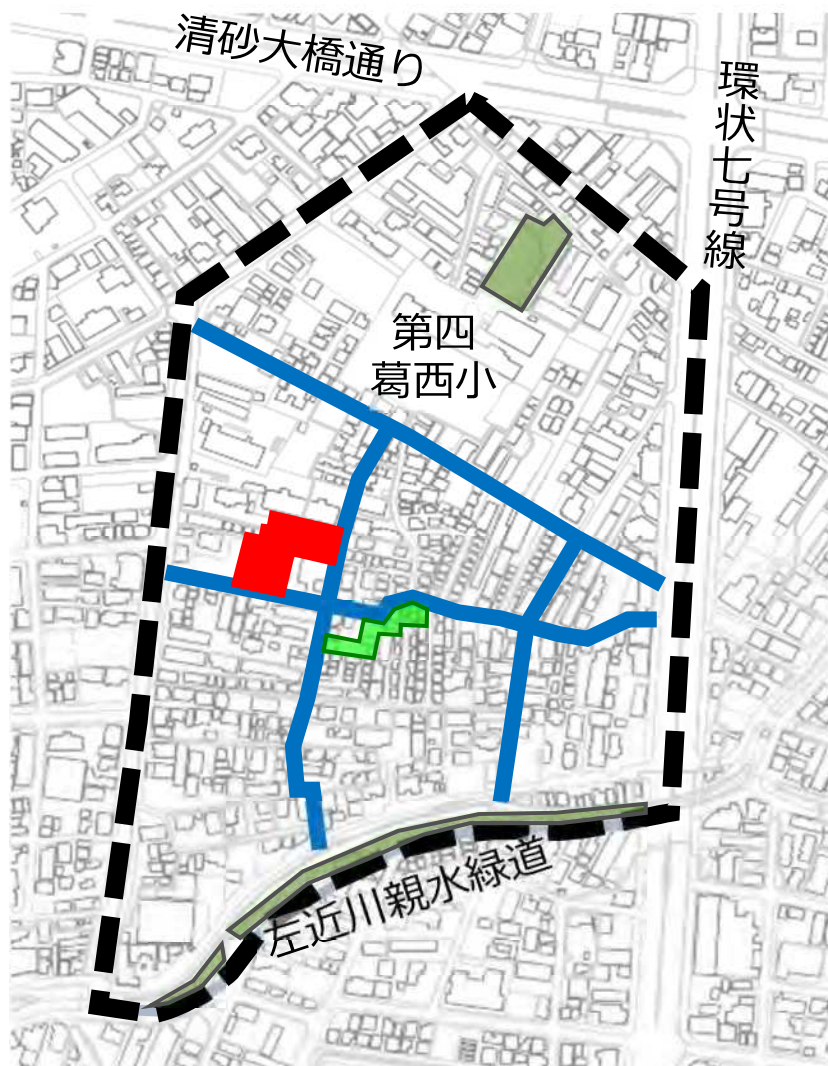 清砂大橋通り
環状七号線
第四
葛西小
左近川親水緑道